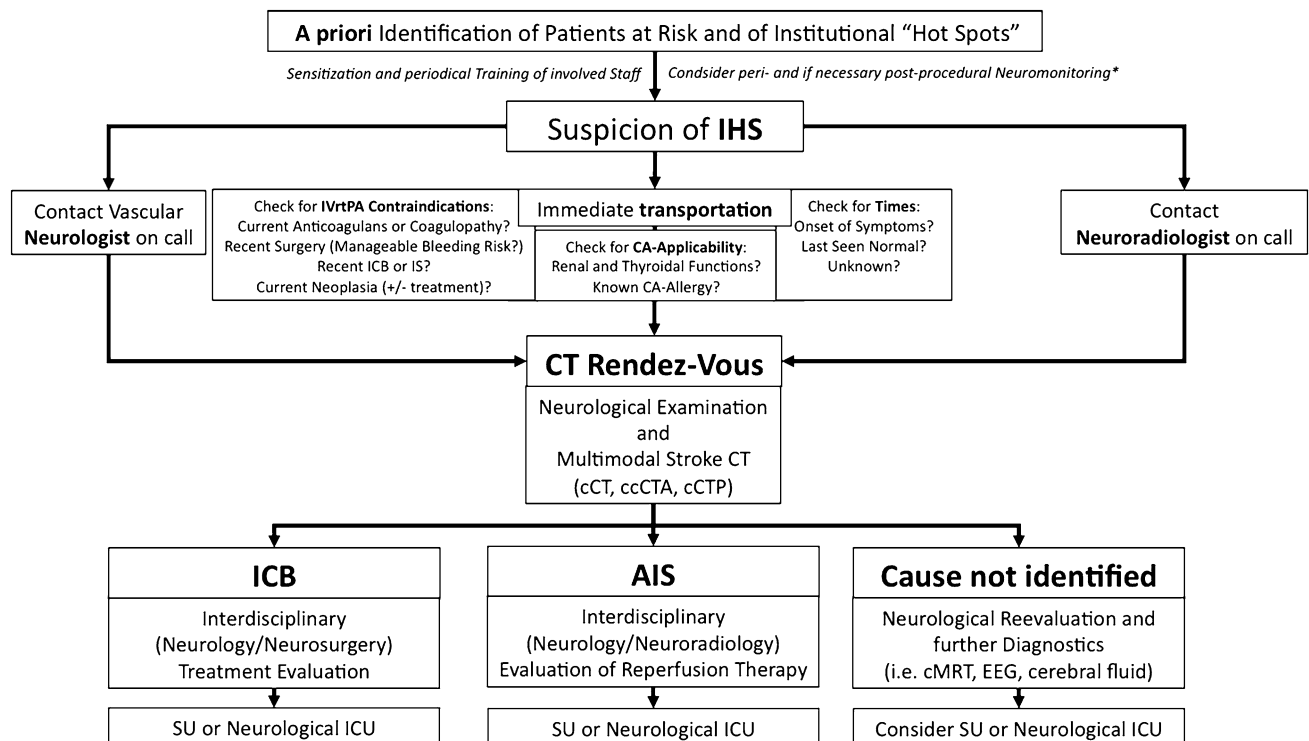 A priori Identification of Patients at Risk and of Institutional “Hot Spots”
Sensitization and periodical Training of involved Staff
Condsider peri- and if necessary post-procedural Neuromonitoring*
Suspicion of IHS
Contact Vascular
Neurologist on call
Check for IVrtPA Contraindications:
Current Anticoagulans or Coagulopathy?
Recent Surgery (Manageable Bleeding Risk?)
Recent ICB or IS?
Current Neoplasia (+/- treatment)?
Immediate transportation
Check for CA-Applicability:
Renal and Thyroidal Functions?
Known CA-Allergy?
Check for Times:
Onset of Symptoms?
Last Seen Normal?
Unknown?
Contact
Neuroradiologist on call
CT Rendez-Vous
Neurological Examination
and
Multimodal Stroke CT
(cCT, ccCTA, cCTP)
ICB
Interdisciplinary
(Neurology/Neurosurgery)
Treatment Evaluation
SU or Neurological ICU
AIS
Interdisciplinary
(Neurology/Neuroradiology)
Evaluation of Reperfusion Therapy
SU or Neurological ICU
Cause not identified
Neurological Reevaluation and
further Diagnostics
(i.e. cMRT, EEG, cerebral fluid)
Consider SU or Neurological ICU